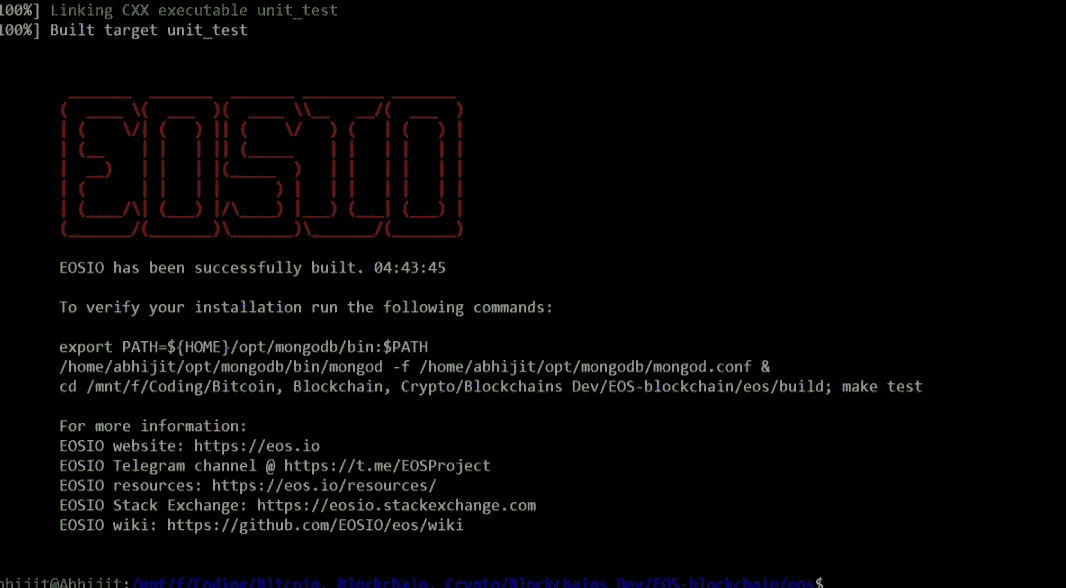 100%] Linking CXX executable unit_test
100%] Built target unit_test
EOSIO
EOSIO has been successfully built. 04:43:45
To verify your installation run the following commands:
export PATH=${HOME}/opt/mongodb/bin:$PATH
/home/abhijit/opt/mongodb/bin/mongod -f /home/abhijit/opt/mongodb/mongod.conf &
cd /mnt/f/Coding/Bitcoin, Blockchain, Crypto/Blockchains Dev/EOS-blockchain/eos/build; make test
For more information:
EOSIO website: https://eos.io
EOSIO Telegram channel @ https://t.me/EOSProject
EOSIO resources: https://eos.io/resources/
EOSIO Stack Exchange: https://eosio.stackexchange.com
EOSIO wiki: https://github.com/EOSIO/eos/wiki
abhijit@Abhijit:/mnt/f/Coding/Bitcoin, Blockchain, Crypto/Blockchains Dev/EOS-blockchain/eos$